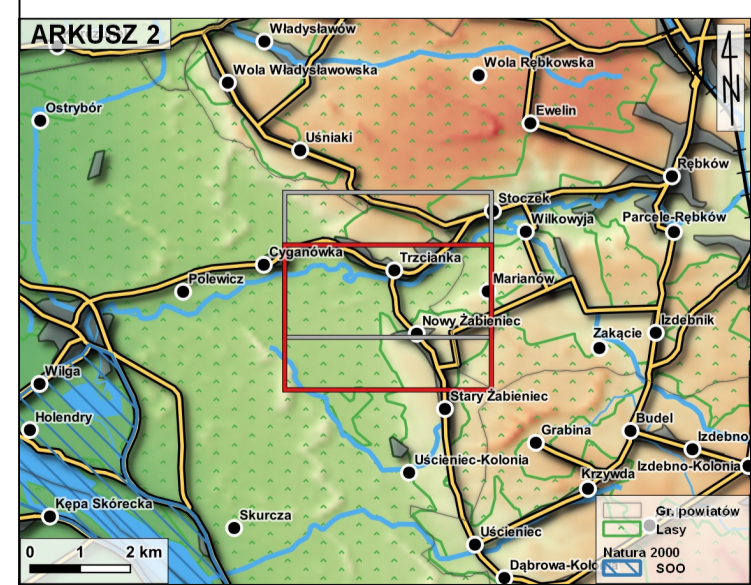 ARKUSZ 2
Władysławów
N
Wola Władysławowska
Wola Rębkowska
Ostrybór
Ewelin
Uśniaki
Rębków
Stoczek
Wilkowyja
Parcele-Rębków
Cyganówka
Trzcianka
Polewicz
Marianów
Nowy Żabieniec
Zakącie
Izdebnik
Wilga
Stary Żabieniec
Holendry
Grabina
Budel
Izdebno
Uścieniec-Kolonia
Krzywda
Izdebno-Kolonia
Kępa Skórecka
Skurcza
Gr. powiatów
Lasy
Uścieniec
Natura 2000
SOO
0 1 2 km
Dąbrowa-Kolo